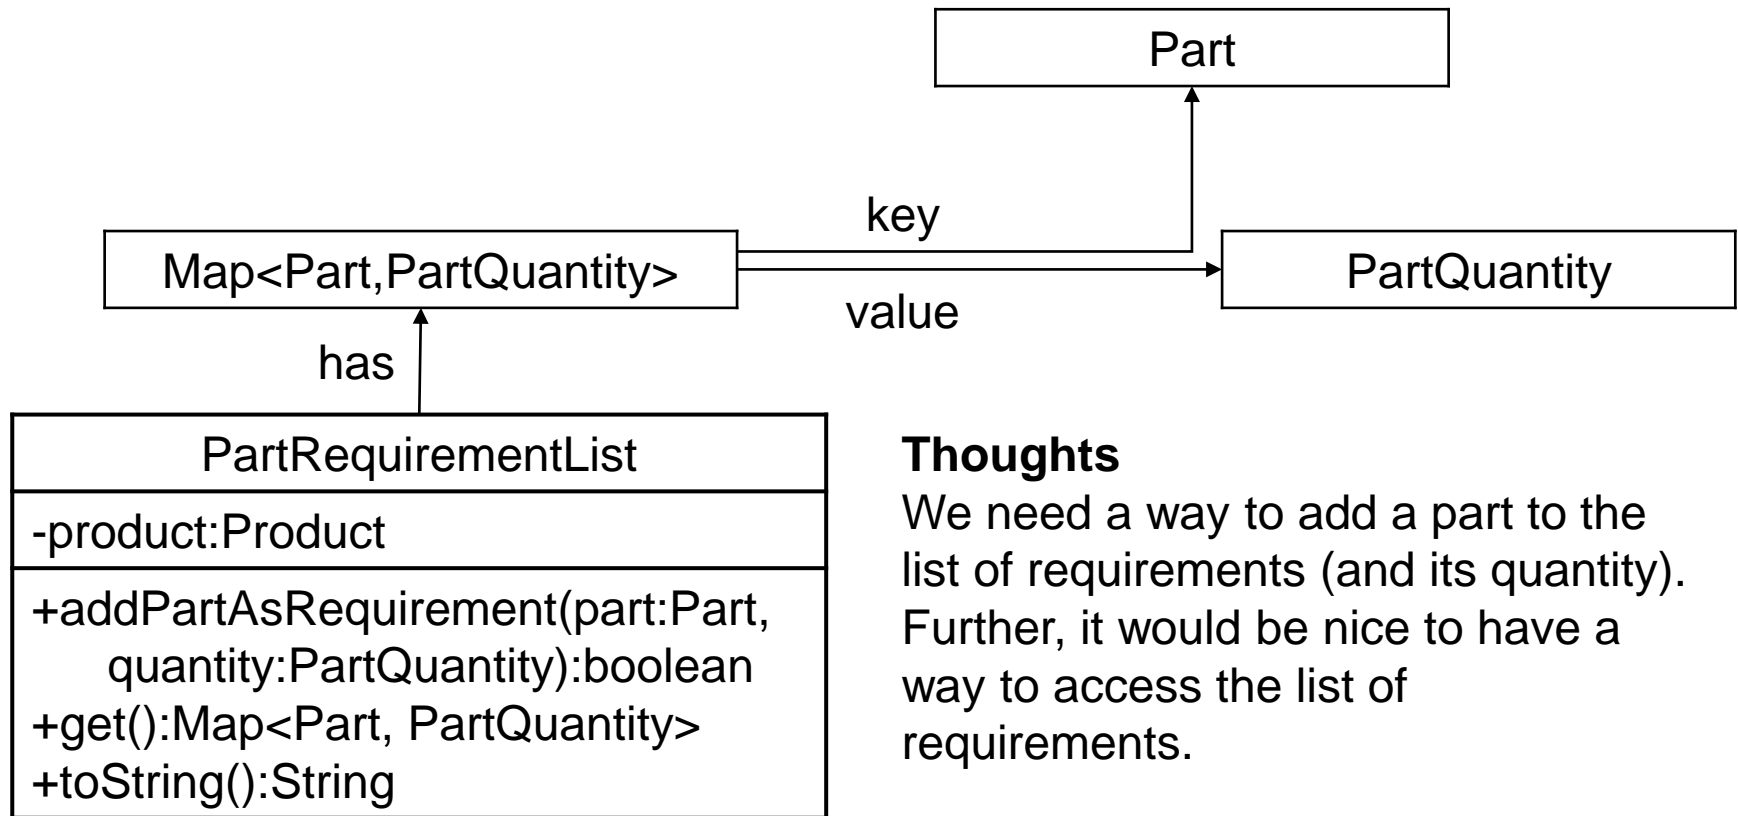 Part
key
Map<Part,PartQuantity>
PartQuantity
value
has
PartRequirementList
-product:Product
+addPartAsRequirement(part:Part,
quantity:PartQuantity):boolean
+get():Map<Part, PartQuantity>
+toString():String
Thoughts
We need a way to add a part to the
list of requirements (and its quantity).
Further, it would be nice to have a
way to access the list of
requirements.